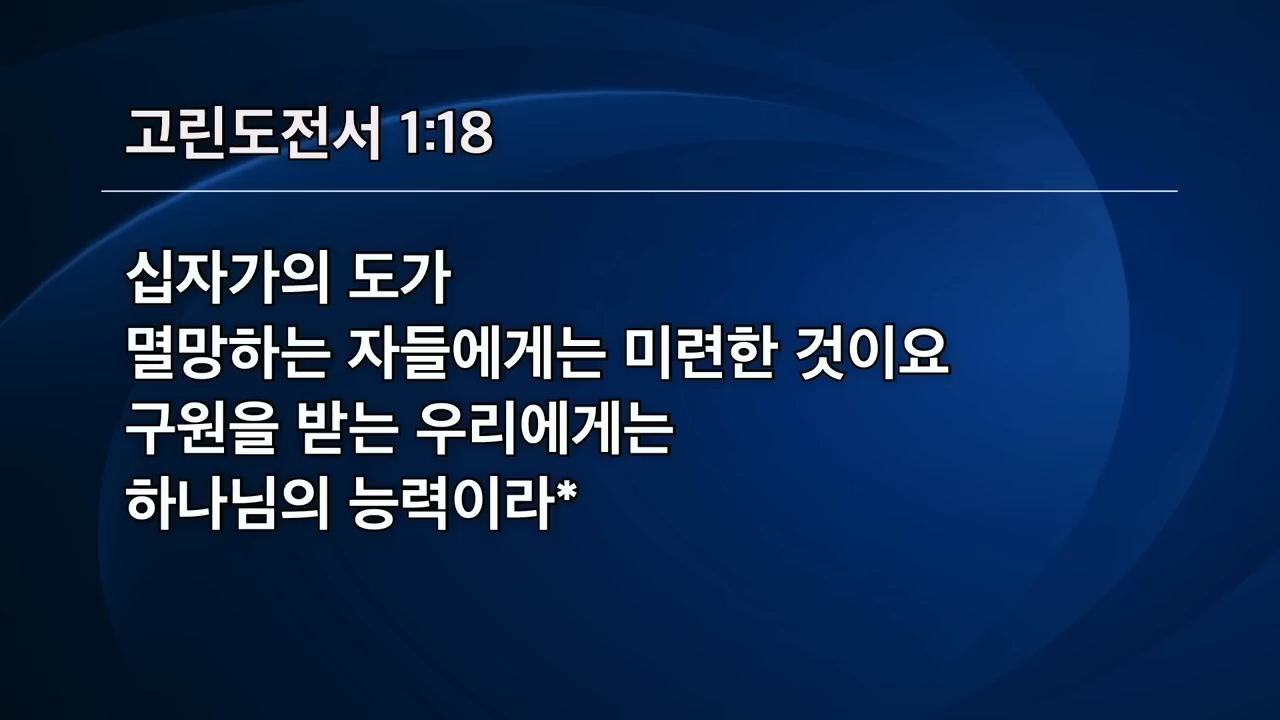 고린도전서 1:18
십자가의 도가
멸망하는 자들에게는 미련한 것이요
구원을 받는 우리에게는
하나님의 능력이라*